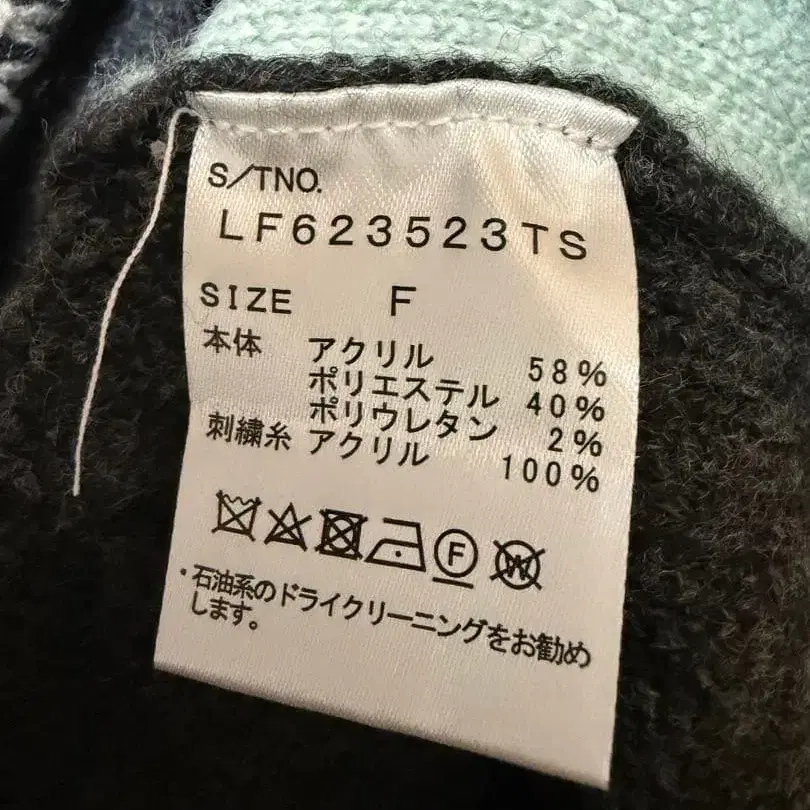 S/TNO.
LF623523TS
SIZE F
本体 アクリル 58%
ポリエステル 40%
ポリウレタン 2%
刺繍糸 アクリル 100%
F W
・石油系のドライクリーニングをお勧め
します。